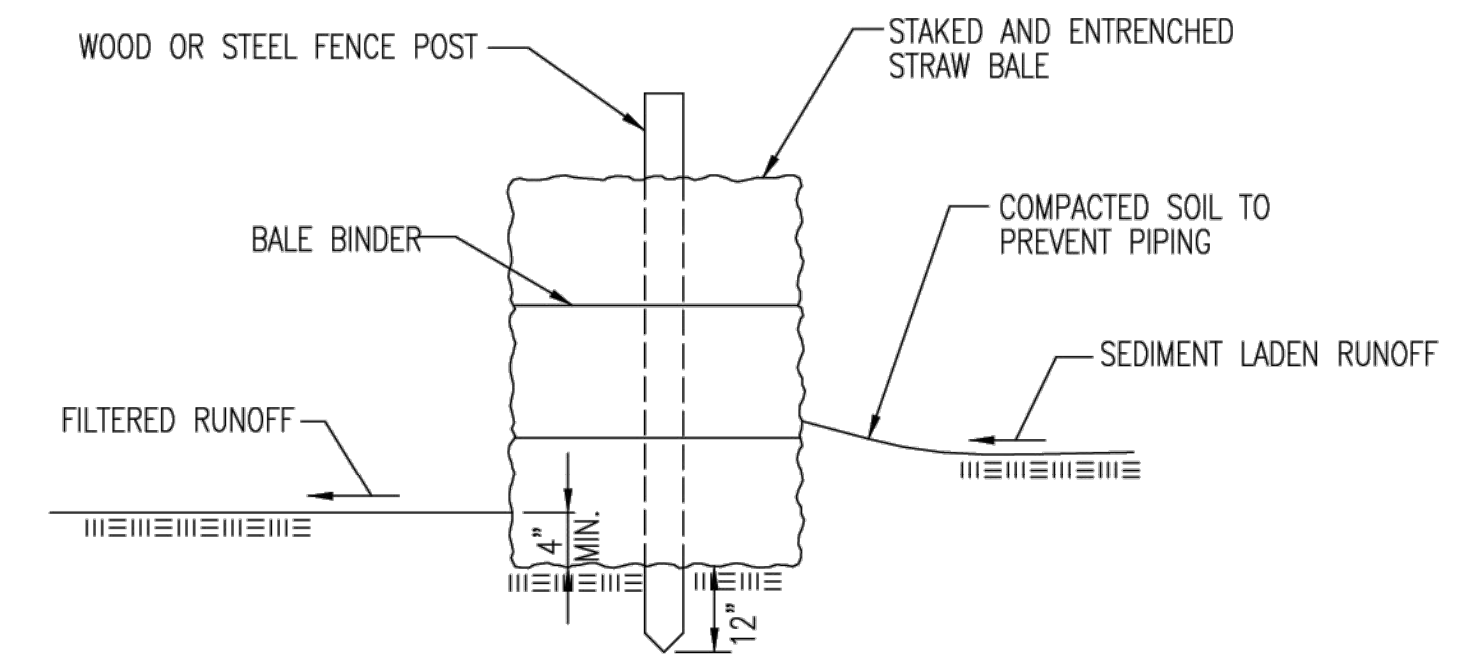 WOOD OR STEEL FENCE POST
STAKED AND ENTRENCHED
STRAW BALE
BALE BINDER
COMPACTED SOIL TO
PREVENT PIPING
SEDIMENT LADEN RUNOFF
FILTERED RUNOFF
4"
MIN.
12"